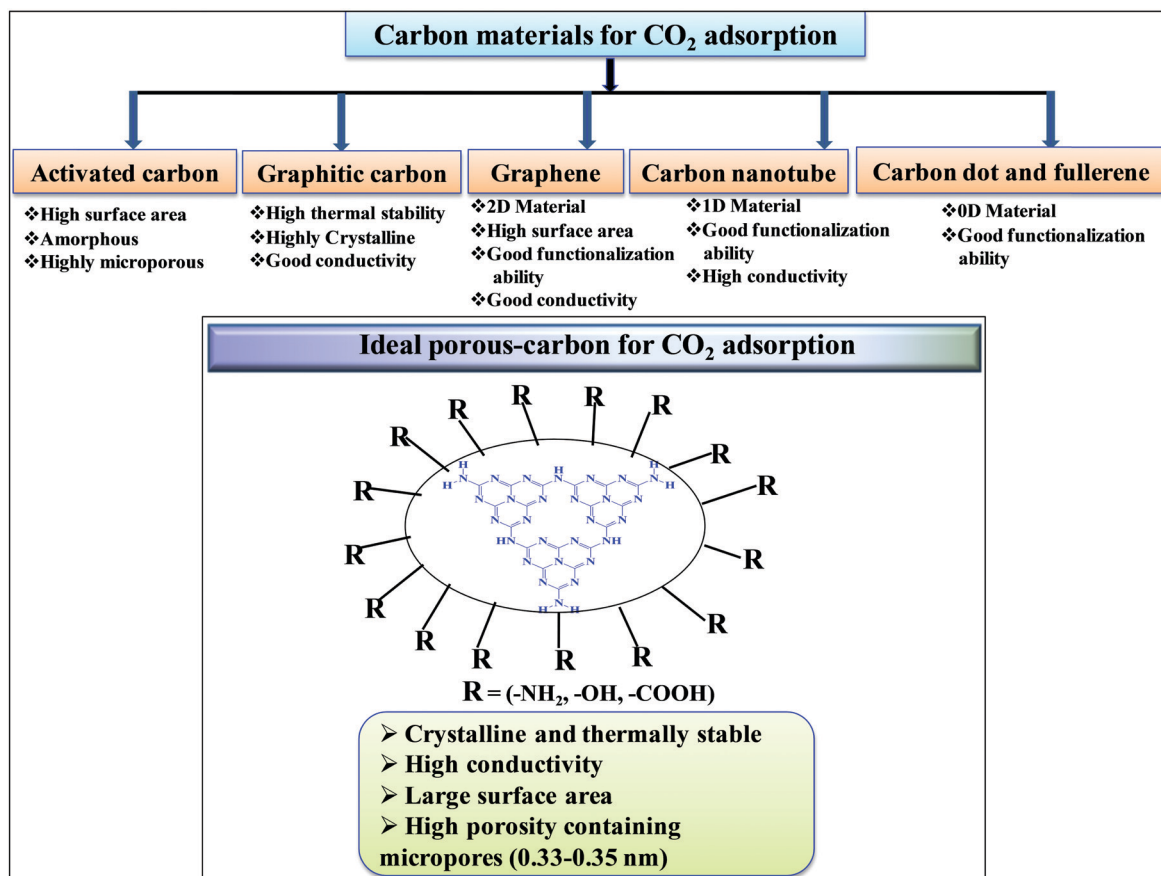 Carbon materials for CO₂ adsorption
Activated carbon
❖High surface area
❖Amorphous
❖Highly microporous
Graphitic carbon
❖High thermal stability
❖Highly Crystalline
❖Good conductivity
Graphene
❖2D Material
❖High surface area
❖Good functionalization
ability
❖Good conductivity
Carbon nanotube
❖1D Material
❖Good functionalization
ability
❖High conductivity
Carbon dot and fullerene
❖0D Material
❖Good functionalization
ability
Ideal porous-carbon for CO₂ adsorption
R R R R
R R
R R
R R
R R
R R
R R R
H H H
H N N N NH N N N H
N N N N N N N N
N N N N
HN N N N NH
N N N
N N
N
H H
R = (-NH₂, -OH, -COOH)
➢ Crystalline and thermally stable
➢ High conductivity
➢ Large surface area
➢ High porosity containing
micropores (0.33-0.35 nm)